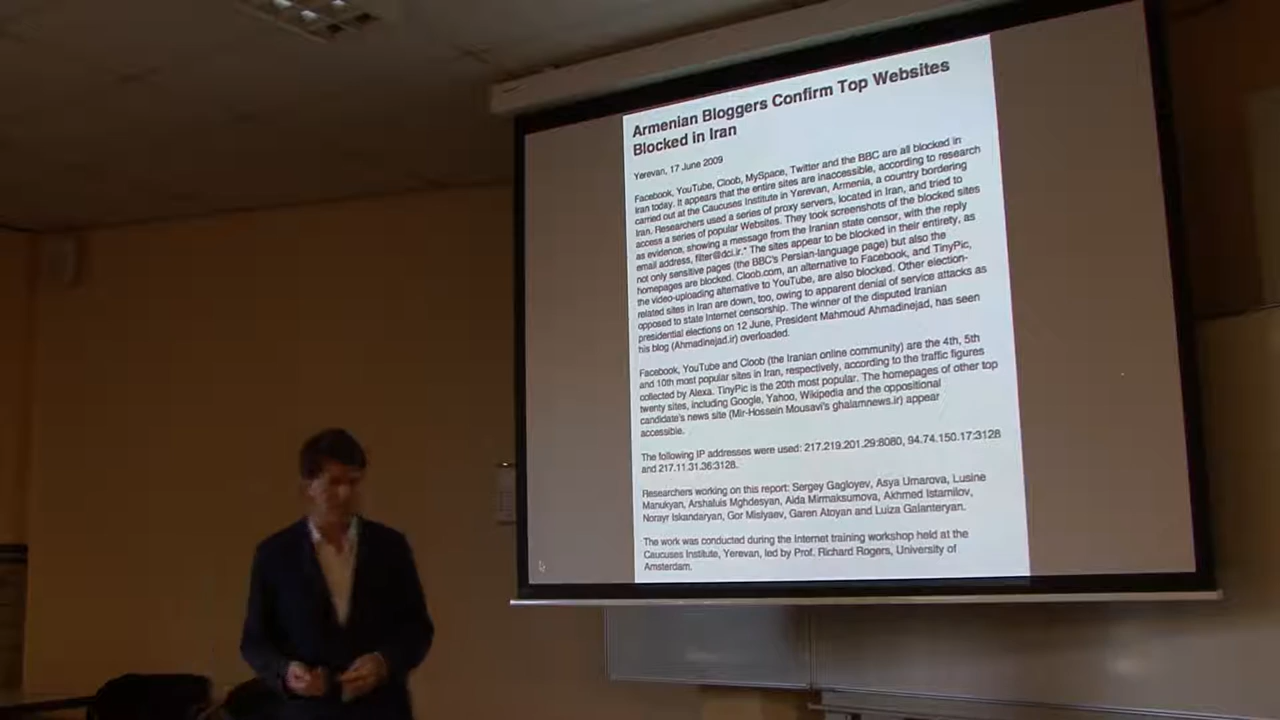 Armenian Bloggers Confirm Top Websites
Blocked in Iran
Yerevan, 17 June 2009
Facebook, YouTube, Cloob, MySpace, Twitter and the BBC are all blocked in
Iran today. It appears that the entire sites are inaccessible, according to research
carried out at the Caucuses Institute in Yerevan, Armenia, a country bordering
Iran. Researchers used a series of proxy servers, located in Iran, and tried to
access a series of popular Websites. They took screenshots of the blocked sites
as evidence, showing a message from the Iranian state censor, with the reply
email address, filter@dci.ir." The sites appear to be blocked in their entirety, as
not only sensitive pages (the BBC's Persian-language page) but also the
homepages are blocked. Cloob.com, an alternative to Facebook, and TinyPic,
the video-uploading alternative to YouTube, are also blocked. Other election-
related sites in Iran are down, too, owing to apparent denial of service attacks as
opposed to state Internet censorship. The winner of the disputed Iranian
presidential elections on 12 June, President Mahmoud Ahmadinejad, has seen
his blog (Ahmadinejad.ir) overloaded.
Facebook, YouTube and Cloob (the Iranian online community) are the 4th, 5th
and 10th most popular sites in Iran, respectively, according to the traffic figures
collected by Alexa. TinyPic is the 20th most popular. The homepages of other top
twenty sites, including Google, Yahoo, Wikipedia and the oppositional
candidate's news site (Mir-Hossein Mousavi's ghalamnews.ir) appear
accessible.
The following IP addresses were used: 217.219.201.29:8080, 94.74.150.17:3128
and 217.11.31.36:3128.
Researchers working on this report: Sergey Gagloyev, Asya Umarova, Lusine
Manukyan, Arshaluis Mghdesyan, Aida Mirmaksumova, Akhmed Istamilov,
Norayr Iskandaryan, Gor Misiyaev, Garen Atoyan and Luiza Galanteryan.
The work was conducted during the Internet training workshop held at the
Caucuses Institute, Yerevan, led by Prof. Richard Rogers, University of
Amsterdam.